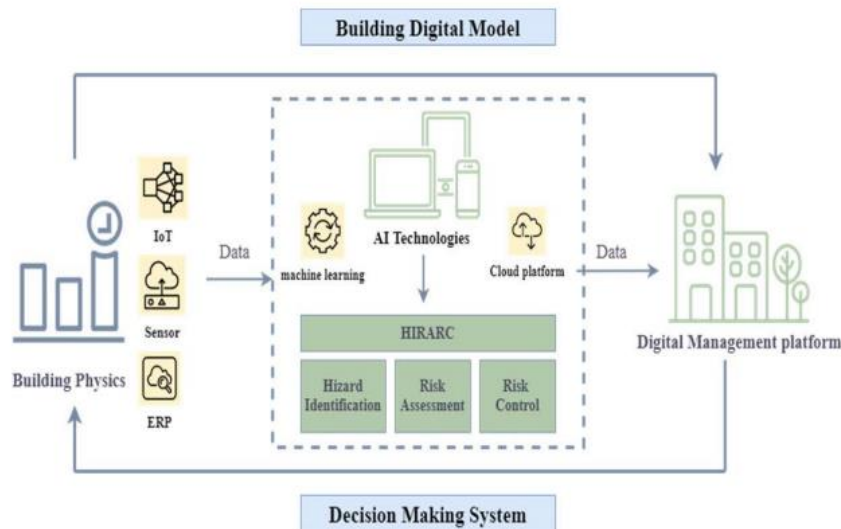 Building Digital Model
IoT
Sensor
ERP
Building Physics
Data
machine learning
AI Technologies
Cloud platform
HIRARC
Hizard
Identification
Risk
Assessment
Risk
Control
Data
Digital Management platform
Decision Making System